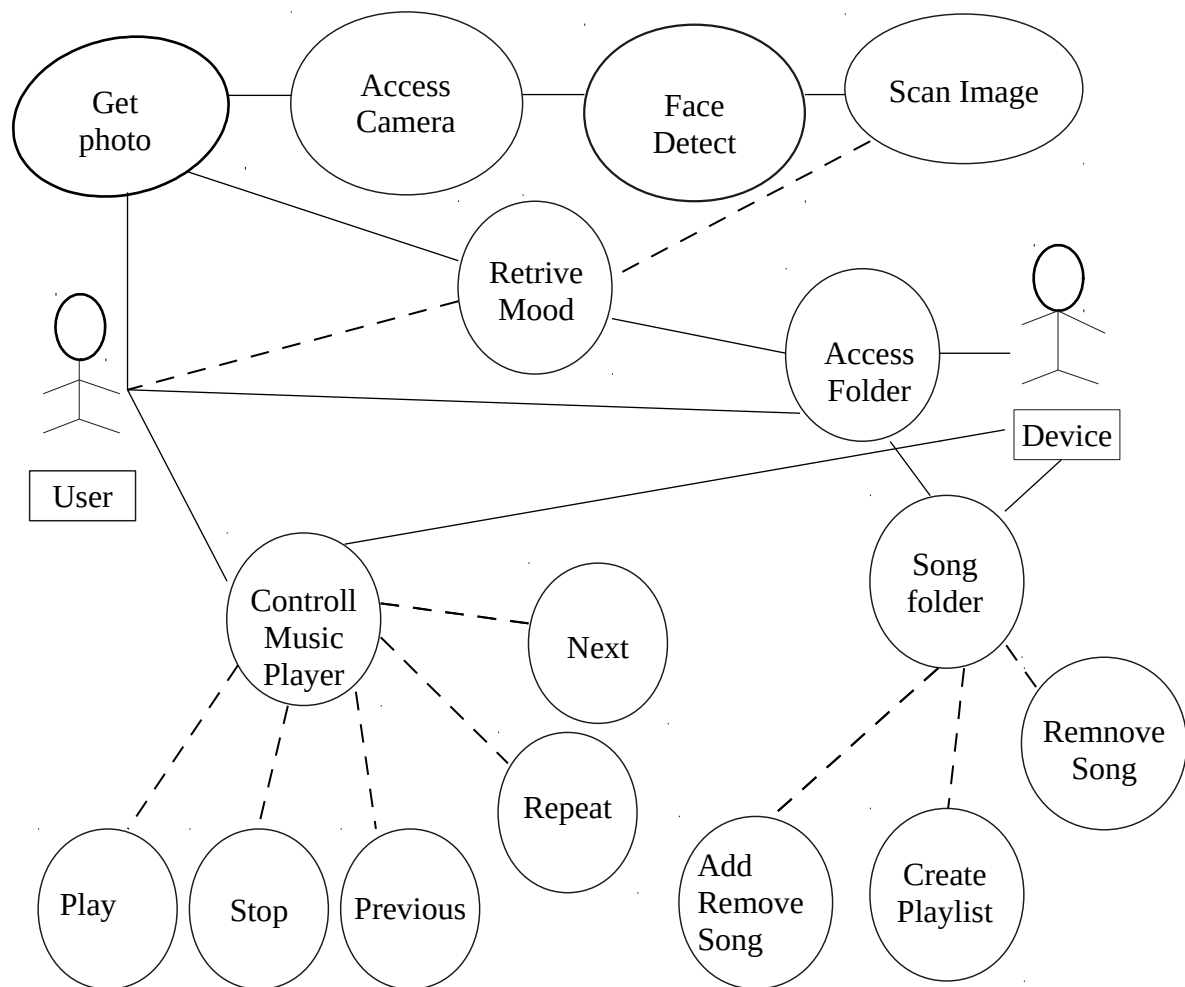 Get
photo
Access
Camera
Face
Detect
Scan Image
Retrive
Mood
Access
Folder
User
Device
Controll
Music
Player
Next
Song
folder
Repeat
Remnove
Song
Play
Stop
Previous
Add
Remove
Song
Create
Playlist